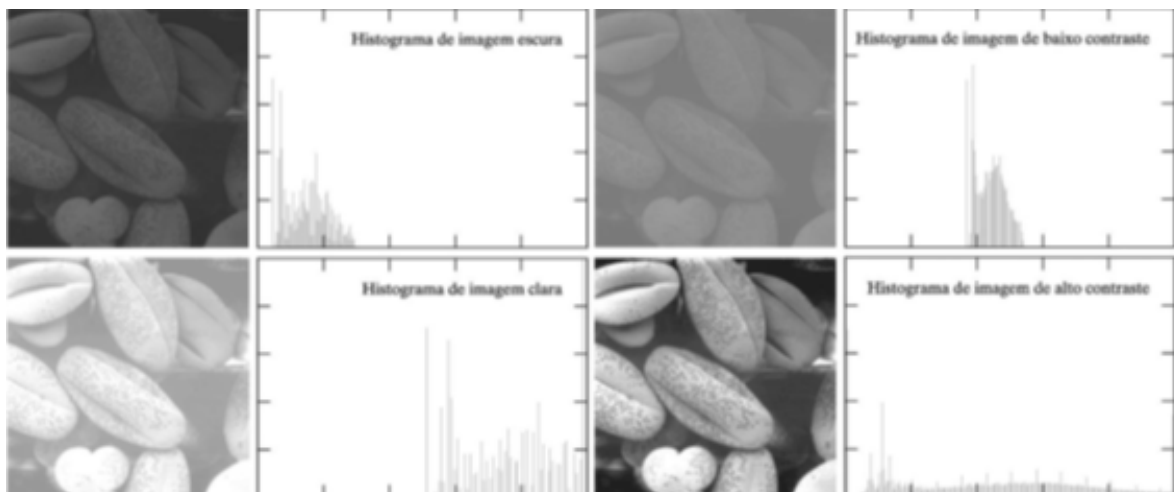 Histograma de imagem escura
Histograma de imagem de baixo contraste
Histograma de imagem clara
Histograma de imagem de alto contraste